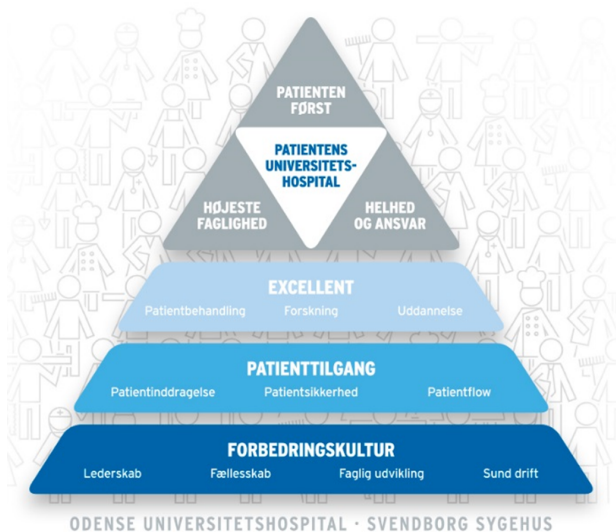 PATIENTEN
FØRST
PATIENTENS
UNIVERSITETS-
HOSPITAL
HØJESTE
FAGLIGHED
HELHED
OG ANSVAR
EXCELLENT
Patientbehandling Forskning Uddannelse
PATIENTTILGANG
Patientinddragelse Patientsikkerhed Patientflow
FORBEDRINGSKULTUR
Lederskab Fællesskab Faglig udvikling Sund drift
ODENSE UNIVERSITETSHOSPITAL · SVENDBORG SYGEHUS